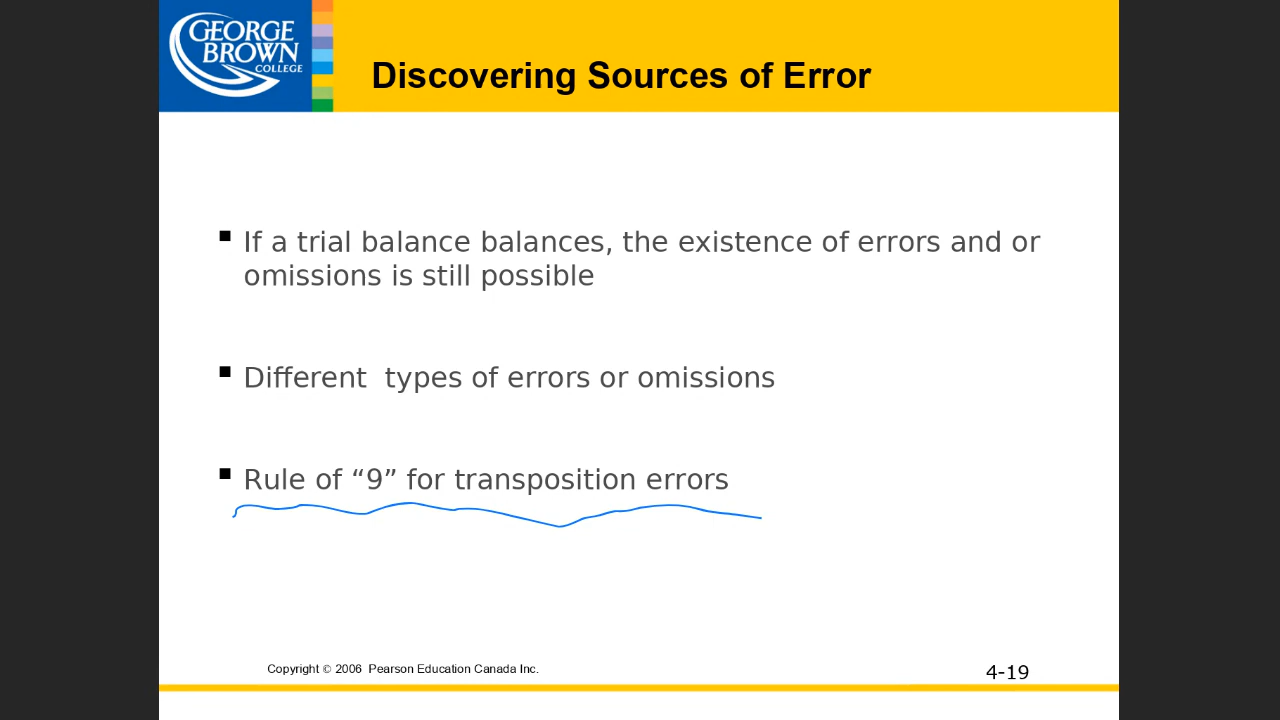 GEORGE
BROWN
COLLEGE
Discovering Sources of Error
If a trial balance balances, the existence of errors and or
omissions is still possible
Different  types of errors or omissions
Rule of “9” for transposition errors
Copyright © 2006  Pearson Education Canada Inc.
4-19